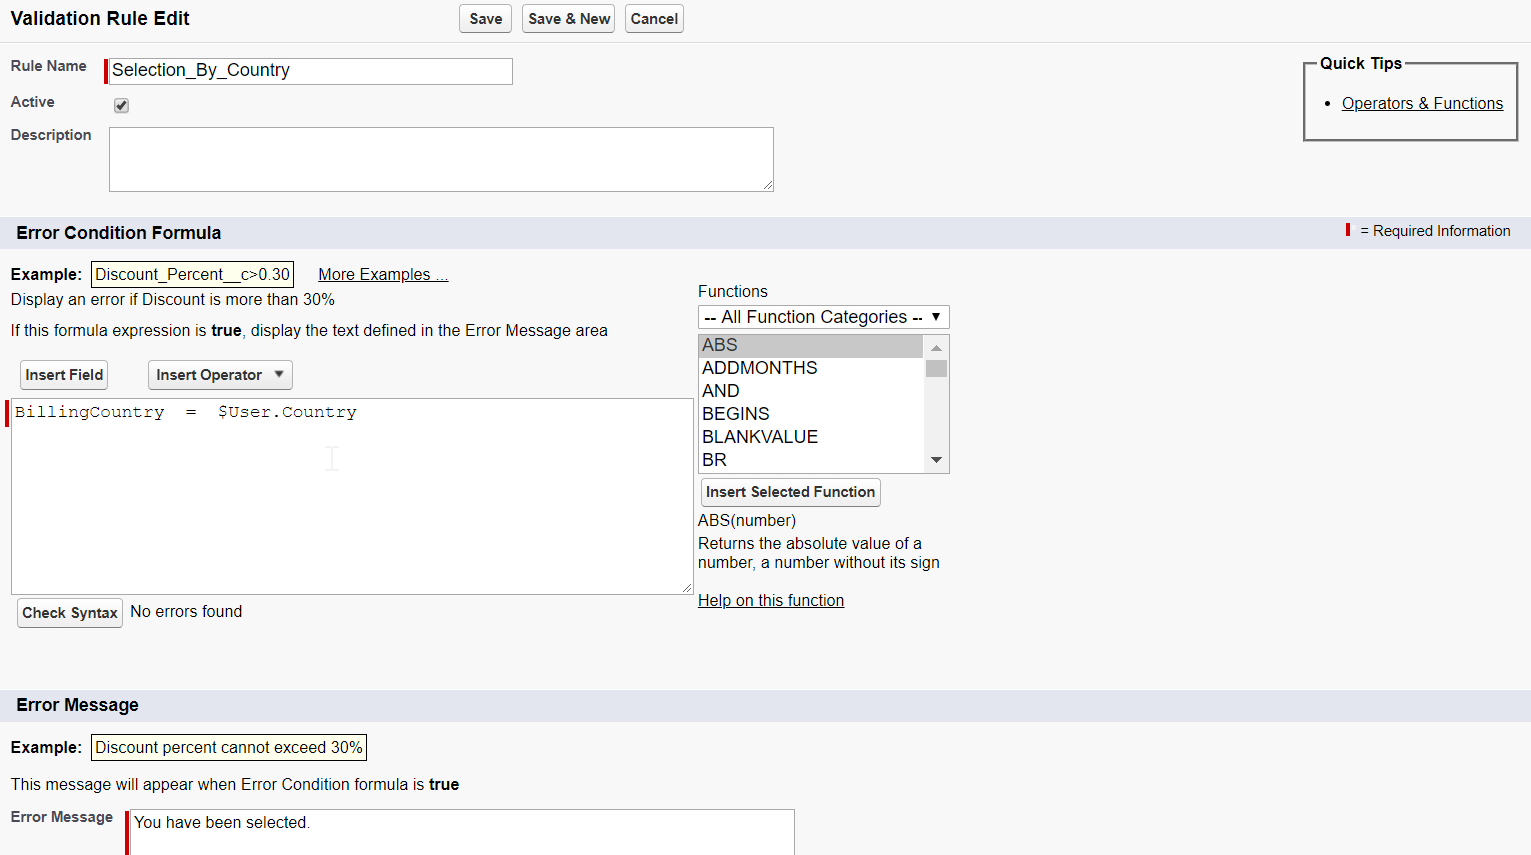 Validation Rule Edit
Save
Save & New
Cancel
Rule Name
Selection_By_Country
Active
Description
Quick Tips
• Operators & Functions
Error Condition Formula
= Required Information
Example: Discount_Percent__c>0.30 More Examples ...
Display an error if Discount is more than 30%
If this formula expression is true, display the text defined in the Error Message area
Insert Field
Insert Operator
BillingCountry = $User.Country
Functions
-- All Function Categories --
ABS
ADDMONTHS
AND
BEGINS
BLANKVALUE
BR
Insert Selected Function
ABS(number)
Returns the absolute value of a
number, a number without its sign
Help on this function
Check Syntax No errors found
Error Message
Example: Discount percent cannot exceed 30%
This message will appear when Error Condition formula is true
Error Message
You have been selected.